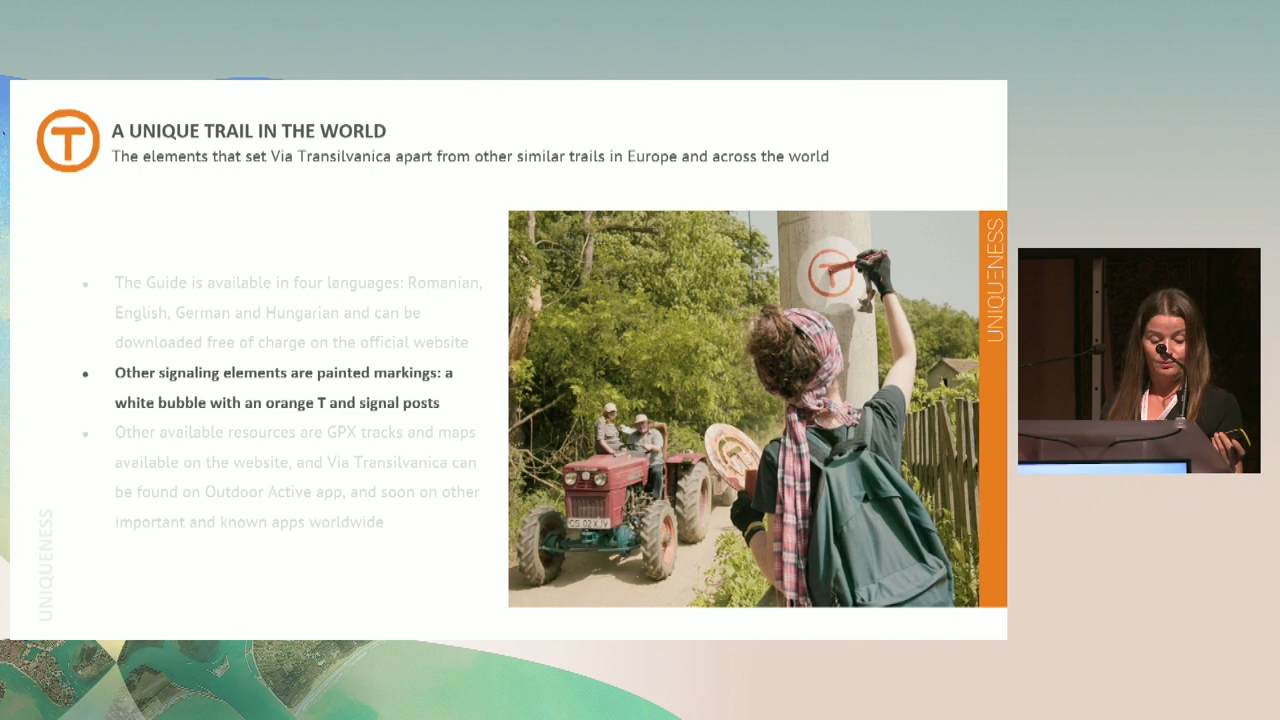 T
A UNIQUE TRAIL IN THE WORLD
The elements that set Via Transilvanica apart from other similar trails in Europe and across the world
• The Guide is available in four languages: Romanian,
English, German and Hungarian and can be
downloaded free of charge on the official website
• Other signaling elements are painted markings: a
white bubble with an orange T and signal posts
• Other available resources are GPX tracks and maps
available on the website, and Via Transilvanica can
be found on Outdoor Active app, and soon on other
important and known apps worldwide
UNIQUENESS
UNIQUENESS
T
T
CS 02 XJV